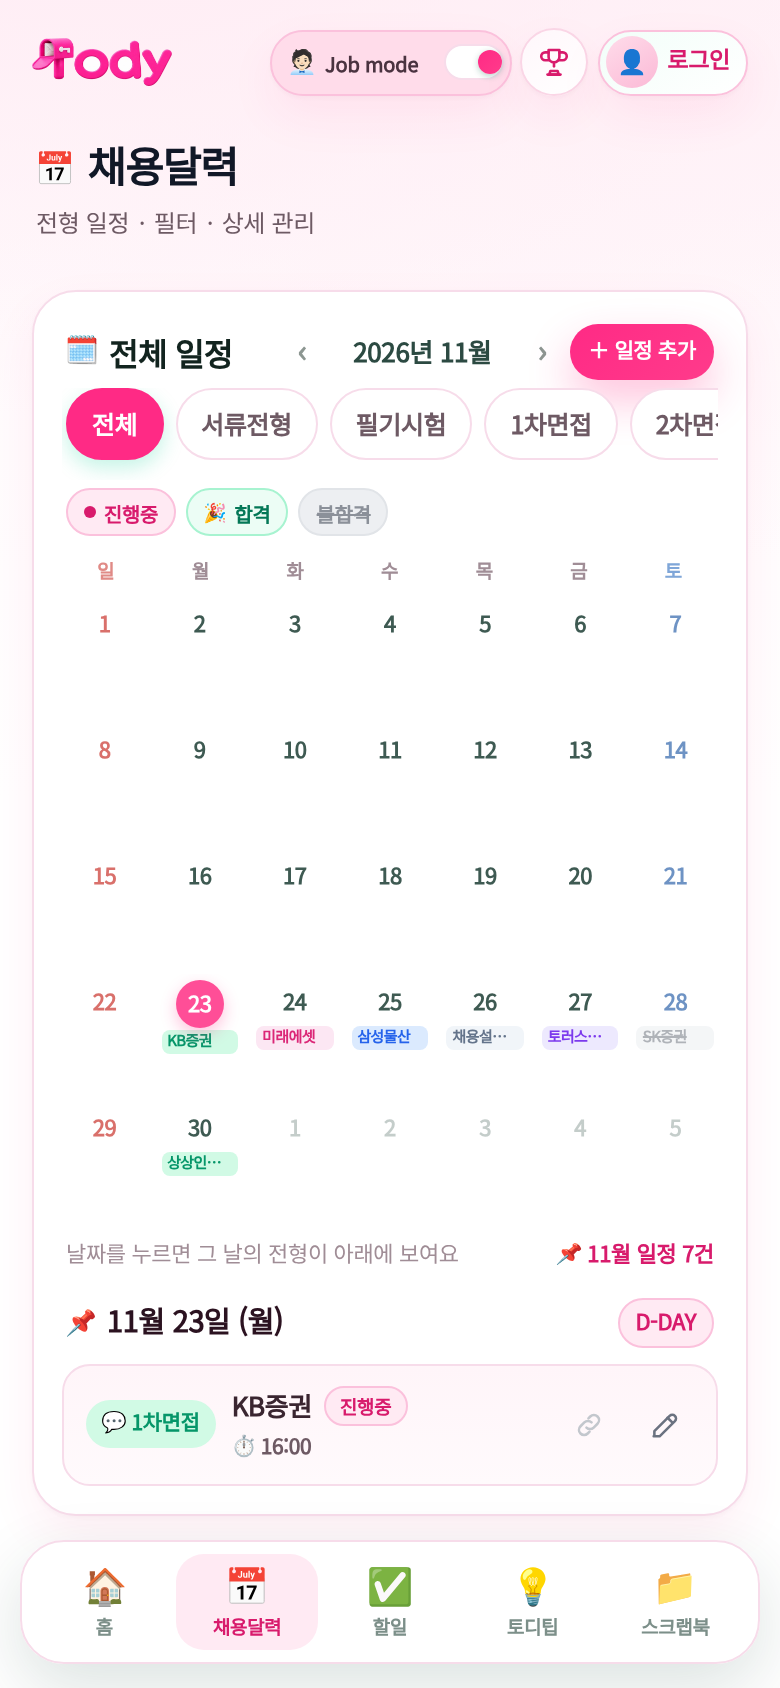 Tody
Job mode
로그인
July 17 채용달력
전형 일정 · 필터 · 상세 관리
전체 일정
‹ 2026년 11월 ›
+ 일정 추가
전체 서류전형 필기시험 1차면접 2차면
진행중 합격 불합격
일 월 화 수 목 금 토
1 2 3 4 5 6 7
8 9 10 11 12 13 14
15 16 17 18 19 20 21
22 23 24 25 26 27 28
KB증권 미래에셋 삼성물산 채용설··· 토러스··· SK증권
29 30 1 2 3 4 5
상상인···
날짜를 누르면 그 날의 전형이 아래에 보여요
11월 일정 7건
11월 23일 (월)
D-DAY
1차면접
KB증권 진행중
16:00
홈
July 17 채용달력
할일
토디팁
스크랩북